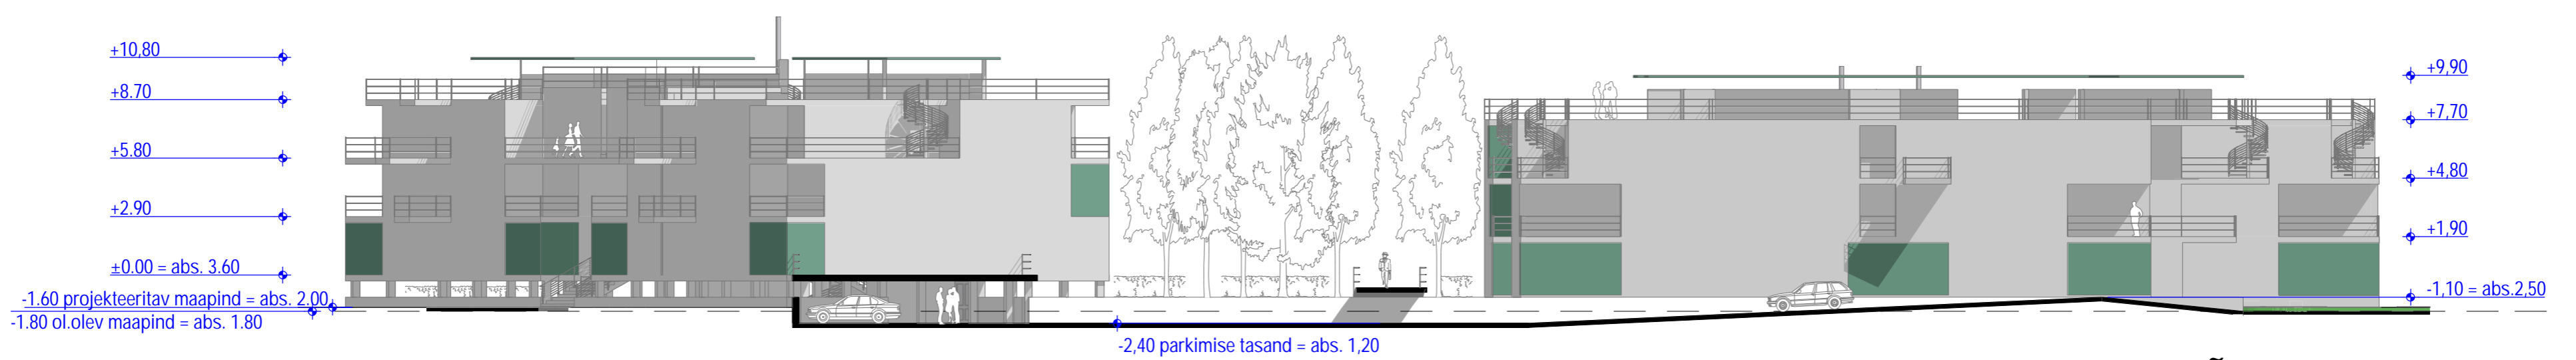 +10,80
+8.70
+5.80
+2.90
±0.00 = abs. 3.60
-1.60 projekteeritav maapind = abs. 2.00
-1.80 ol.olev maapind = abs. 1.80
-2,40 parkimise tasand = abs. 1,20
+9,90
+7,70
+4,80
+1,90
-1,10 = abs.2,50